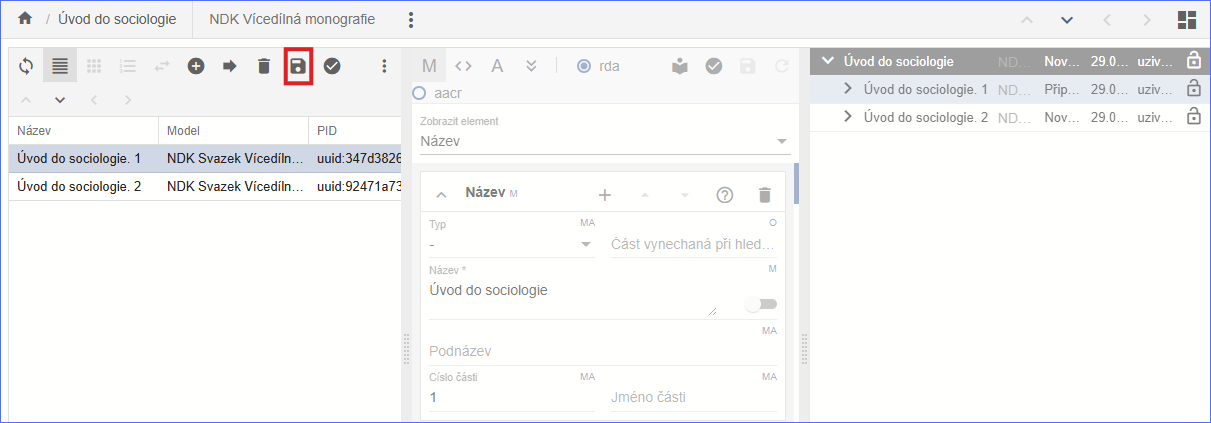 / Úvod do sociologie NDK Vícedílná monografie
M <> A rda
aacr
Název Model PID
Úvod do sociologie. 1 NDK Svazek Vícedíln… uuid:347d3826
Úvod do sociologie. 2 NDK Svazek Vícedíln… uuid:92471a73
Zobrazit element
Název
Název M
Typ MA
-
O
Část vynechaná při hled…
Název * M
Úvod do sociologie
MA
Podnázev
Číslo části MA
1
MA
Jméno části
Úvod do sociologie ND… Nov… 29.0… uziv…
Úvod do sociologie. 1 ND… Přip… 29.0… uziv…
Úvod do sociologie. 2 ND… Nov… 29.0… uziv…